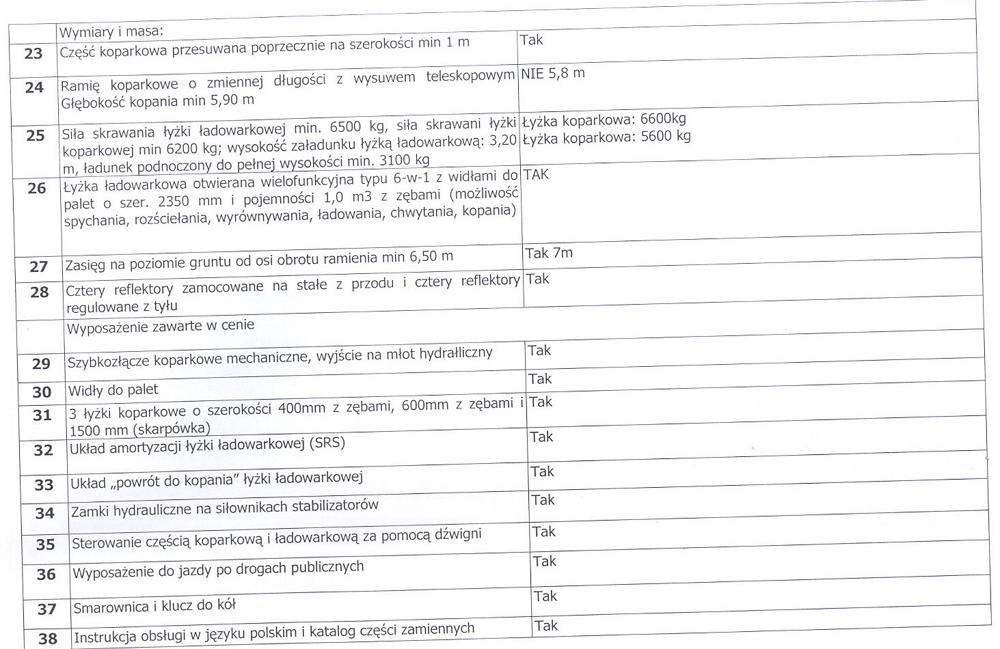 Wymiary i masa:
23 Część koparkowa przesuwana poprzecznie na szerokości min 1 m Tak
24 Ramię koparkowe o zmiennej długości z wysuwem teleskopowym NIE 5,8 m
Głębokość kopania min 5,90 m
25 Siła skrawania łyżki ładowarkowej min. 6500 kg, siła skrawani łyżki Łyżka koparkowa: 6600kg
koparkowej min 6200 kg; wysokość załadunku łyżką ładowarkową: 3,20 Łyżka koparkowa: 5600 kg
m, ładunek podnoczony do pełnej wysokości min. 3100 kg
26 Łyżka ładowarkowa otwierana wielofunkcyjna typu 6-w-1 z widłami do TAK
palet o szer. 2350 mm i pojemności 1,0 m3 z zębami (możliwość
spychania, rozściełania, wyrównywania, ładowania, chwytania, kopania)
27 Zasięg na poziomie gruntu od osi obrotu ramienia min 6,50 m Tak 7m
28 Cztery reflektory zamocowane na stałe z przodu i cztery reflektory Tak
regulowane z tyłu
Wyposażenie zawarte w cenie
29 Szybkozłącze koparkowe mechaniczne, wyjście na młot hydrałliczny Tak
30 Widły do palet Tak
31 3 łyżki koparkowe o szerokości 400mm z zębami, 600mm z zębami i Tak
1500 mm (skarpówka)
32 Układ amortyzacji łyżki ładowarkowej (SRS) Tak
33 Układ „powrót do kopania” łyżki ładowarkowej Tak
34 Zamki hydrauliczne na siłownikach stabilizatorów Tak
35 Sterowanie częścią koparkową i ładowarkową za pomocą dźwigni Tak
36 Wyposażenie do jazdy po drogach publicznych Tak
37 Smarownica i klucz do kół Tak
38 Instrukcja obsługi w języku polskim i katalog części zamiennych Tak